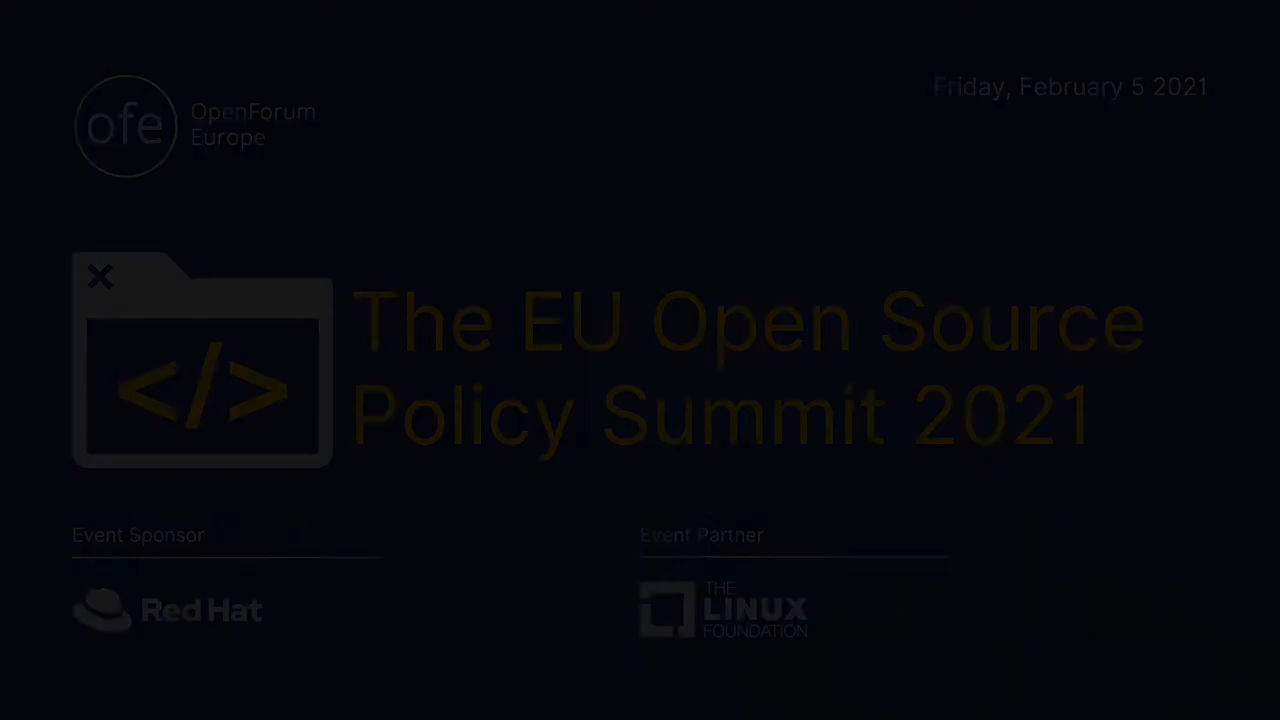 ofe
OpenForum
Europe
Friday, February 5 2021
</>
The EU Open Source
Policy Summit 2021
Event Sponsor
Red Hat
Event Partner
THE
LINUX
FOUNDATION